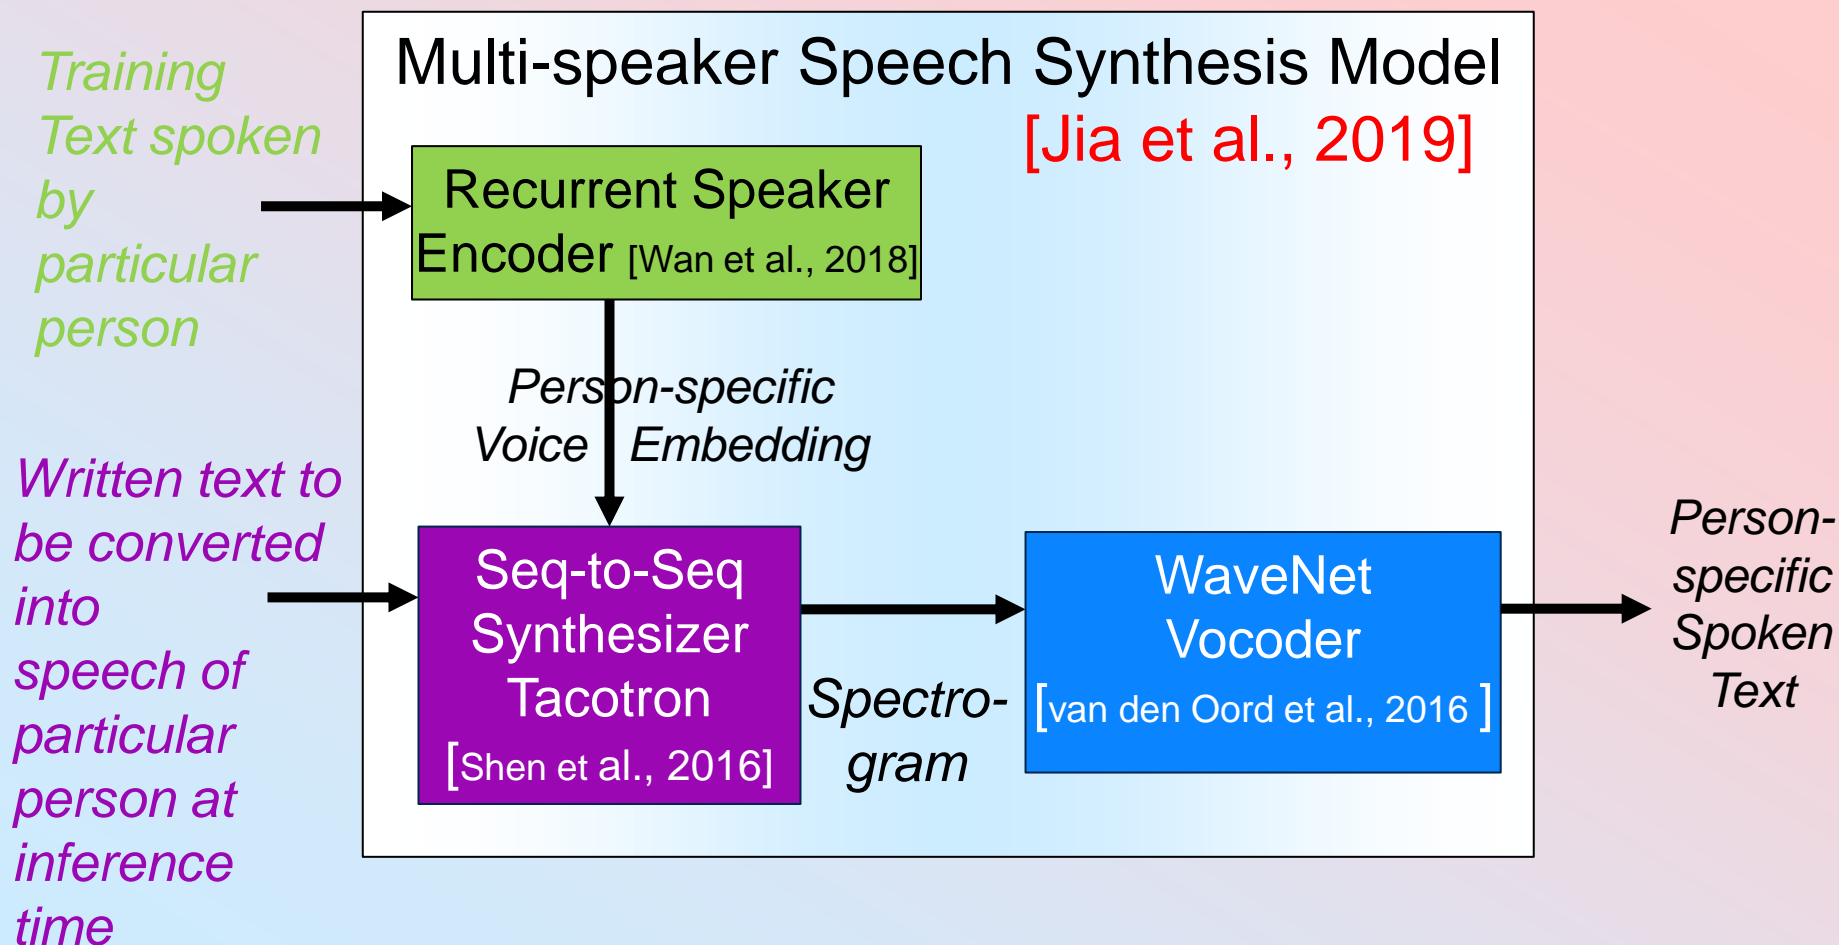 Multi-speaker Speech Synthesis Model
[Jia et al., 2019]
Training
Text spoken
by
particular
person
Recurrent Speaker
Encoder [Wan et al., 2018]
Person-specific
Voice Embedding
Written text to
be converted
into
speech of
particular
person at
inference
time
Seq-to-Seq
Synthesizer
Tacotron
[Shen et al., 2016]
Spectro-
gram
WaveNet
Vocoder
[van den Oord et al., 2016 ]
Person-
specific
Spoken
Text